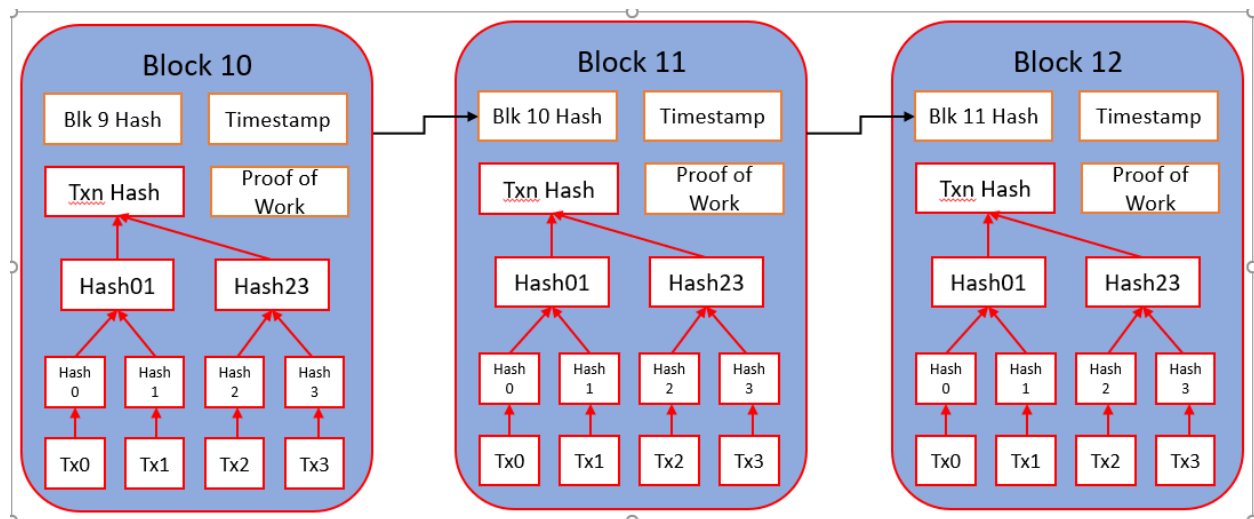 Block 10
Blk 9 Hash
Timestamp
Txn Hash
Proof of
Work
Hash01
Hash23
Hash
0
Hash
1
Hash
2
Hash
3
Tx0
Tx1
Tx2
Tx3
Block 11
Blk 10 Hash
Timestamp
Txn Hash
Proof of
Work
Hash01
Hash23
Hash
0
Hash
1
Hash
2
Hash
3
Tx0
Tx1
Tx2
Tx3
Block 12
Blk 11 Hash
Timestamp
Txn Hash
Proof of
Work
Hash01
Hash23
Hash
0
Hash
1
Hash
2
Hash
3
Tx0
Tx1
Tx2
Tx3